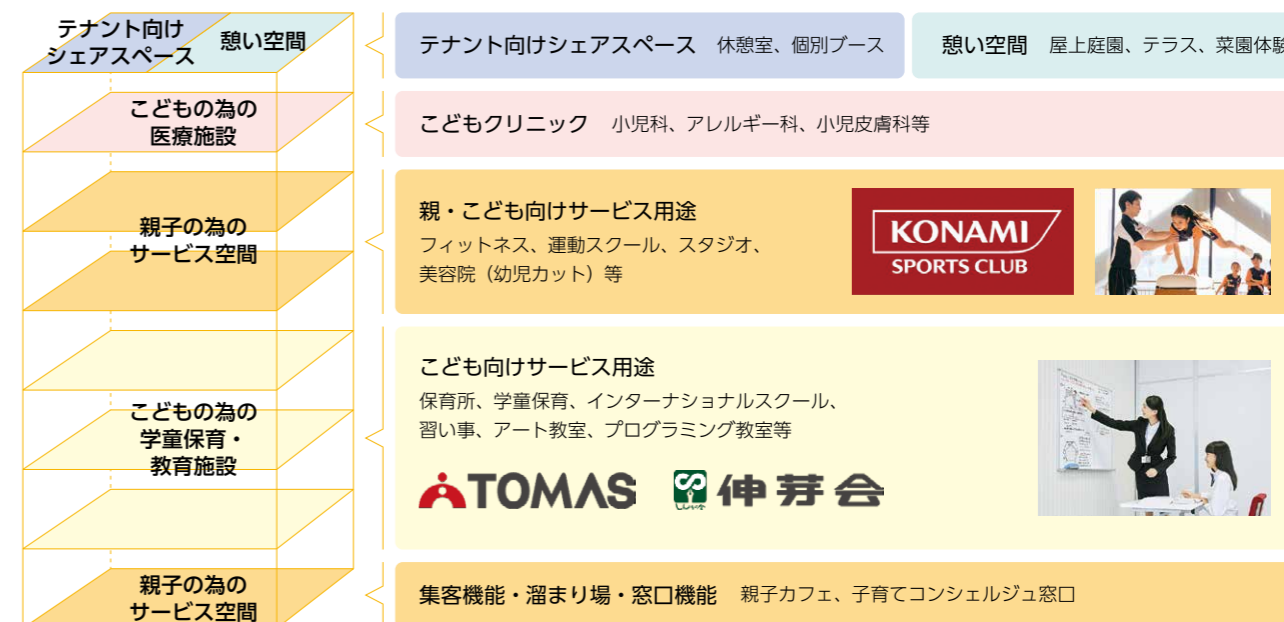 テナント向け
シェアスペース
憩い空間
テナント向けシェアスペース 休憩室、個別ブース
憩い空間 屋上庭園、テラス、菜園体験
こどもの為の
医療施設
こどもクリニック 小児科、アレルギー科、小児皮膚科等
親子の為の
サービス空間
親・こども向けサービス用途
フィットネス、運動スクール、スタジオ、
美容院（幼児カット）等
KONAMI
SPORTS CLUB
こどもの為の
学童保育・
教育施設
こども向けサービス用途
保育所、学童保育、インターナショナルスクール、
習い事、アート教室、プログラミング教室等
TOMAS
伸芽会
親子の為の
サービス空間
集客機能・溜まり場・窓口機能 親子カフェ、子育てコンシェルジュ窓口